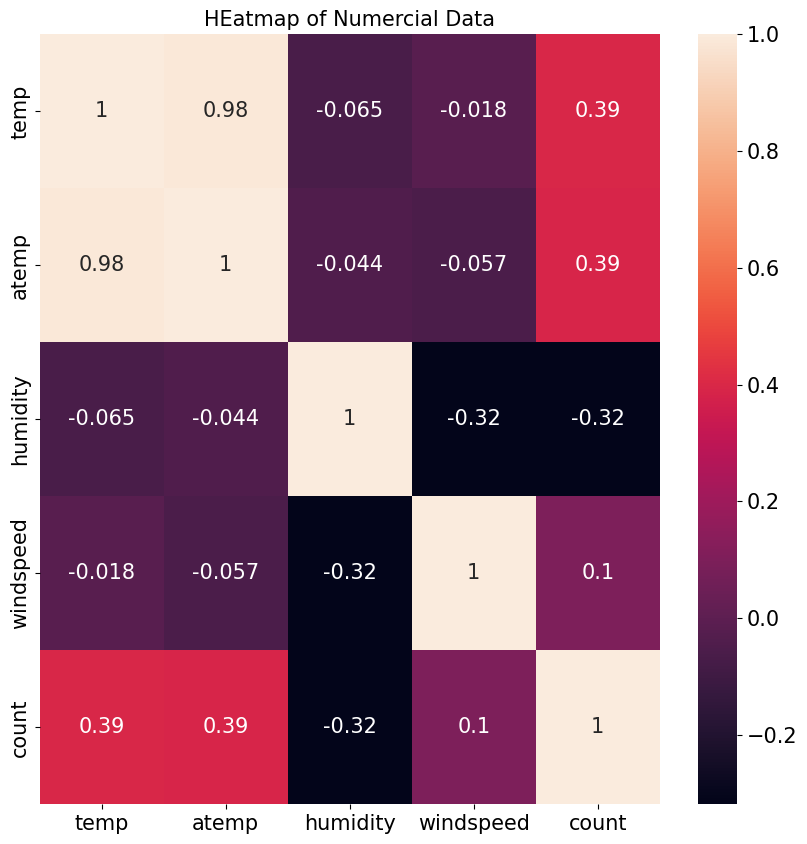 HEatmap of Numercial Data
temp
1
0.98
-0.065
-0.018
0.39
atemp
0.98
1
-0.044
-0.057
0.39
humidity
-0.065
-0.044
1
-0.32
-0.32
windspeed
-0.018
-0.057
-0.32
1
0.1
count
0.39
0.39
-0.32
0.1
1
temp
atemp
humidity
windspeed
count
1.0
0.8
0.6
0.4
0.2
0.0
−0.2